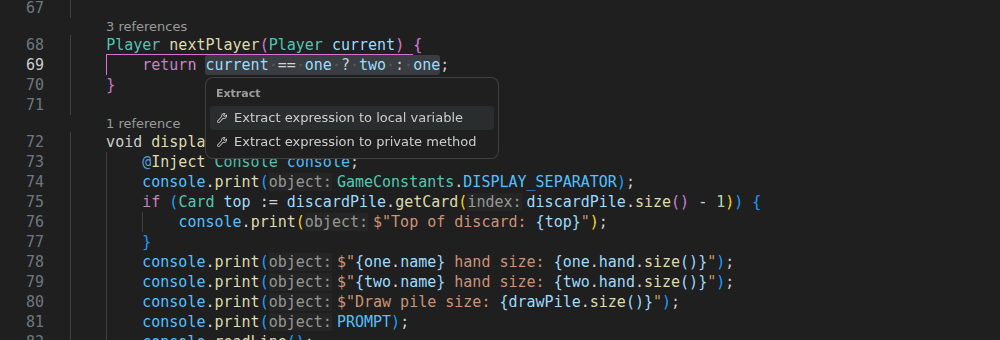 67
3 references
68 Player nextPlayer(Player current) {
69 return current == one ? two : one;
70 }
Extract
71
Extract expression to local variable
1 reference
72 void displa
Extract expression to private method
73 @Inject Console console;
74 console.print(object: GameConstants.DISPLAY_SEPARATOR);
75 if (Card top := discardPile.getCard(index: discardPile.size() - 1)) {
76 console.print(object: $"Top of discard: {top}");
77 }
78 console.print(object: $"{one.name} hand size: {one.hand.size()}");
79 console.print(object: $"{two.name} hand size: {two.hand.size()}");
80 console.print(object: $"Draw pile size: {drawPile.size()}");
81 console.print(object: PROMPT);
82 console.readLine();